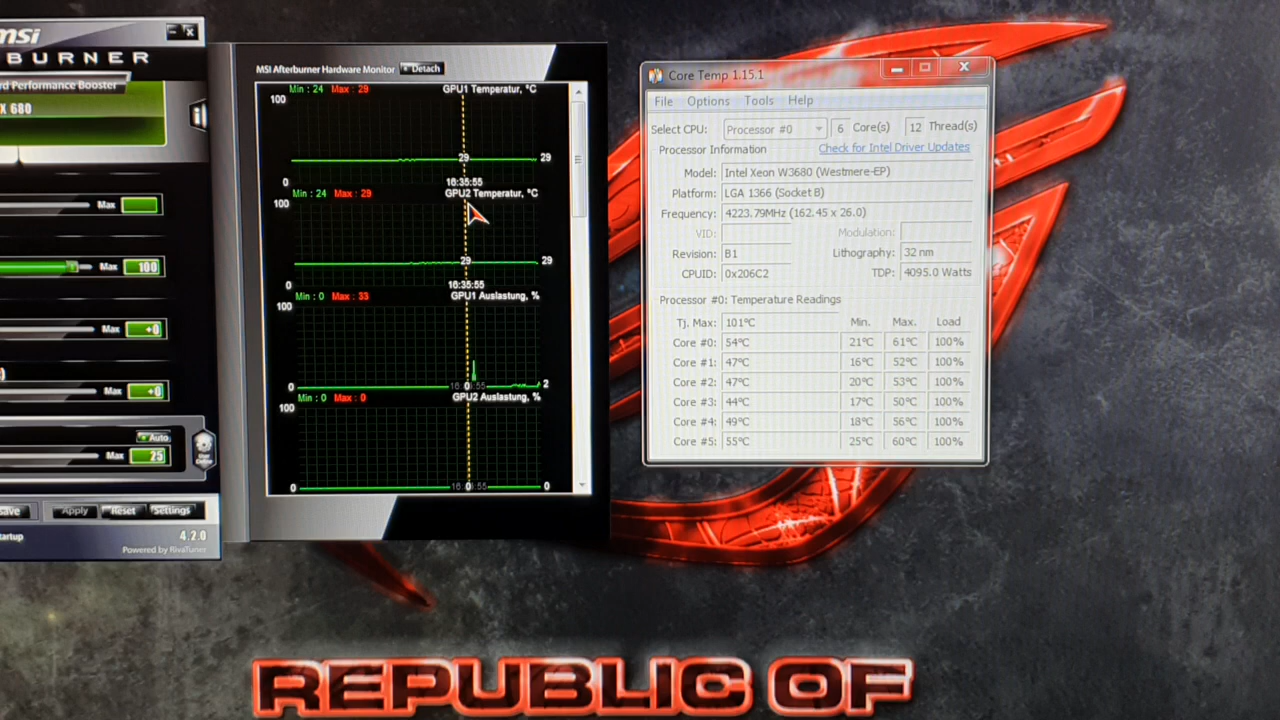 msi
BURNER
rd Performance Booster
X 680
i
Max
Max 100
Max +0
)
Max +0
Auto
Max 25
Save Apply Reset Settings
tartup
4.2.0
Powered by RivaTuner
MSI Afterburner Hardware Monitor Detach
Min : 24 Max : 29 GPU1 Temperatur, °C
100
29 29
0
16:35:55
Min : 24 Max : 29 GPU2 Temperatur, °C
100
29 29
0
16:35:55
Min : 0 Max : 33 GPU1 Auslastung, %
100
0 0 2
Min : 0 Max : 0 GPU2 Auslastung, %
100
0 0 0
Core Temp 1.15.1
File Options Tools Help
Select CPU: Processor #0 6 Core(s) 12 Thread(s)
Processor Information Check for Intel Driver Updates
Model: Intel Xeon W3680 (Westmere-EP)
Platform: LGA 1366 (Socket B)
Frequency: 4223.79MHz (162.45 x 26.0)
VID: Modulation:
Revision: B1 Lithography: 32 nm
CPUID: 0x206C2 TDP: 4095.0 Watts
Processor #0: Temperature Readings
Tj. Max: 101°C Min. Max. Load
Core #0: 54°C 21°C 61°C 100%
Core #1: 47°C 16°C 52°C 100%
Core #2: 47°C 20°C 53°C 100%
Core #3: 44°C 17°C 50°C 100%
Core #4: 49°C 18°C 56°C 100%
Core #5: 55°C 25°C 60°C 100%
REPUBLIC OF